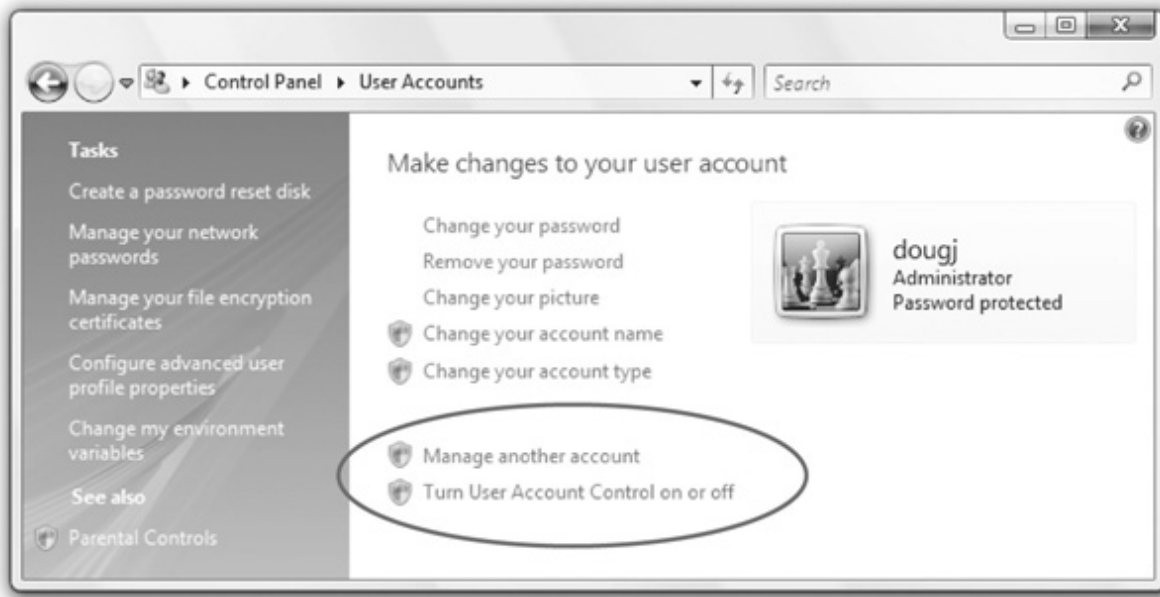 Control Panel
User Accounts
Search
Tasks
Create a password reset disk
Manage your network
passwords
Manage your file encryption
certificates
Configure advanced user
profile properties
Change my environment
variables
See also
Parental Controls
Make changes to your user account
Change your password
Remove your password
Change your picture
Change your account name
Change your account type
Manage another account
Turn User Account Control on or off
dougj
Administrator
Password protected